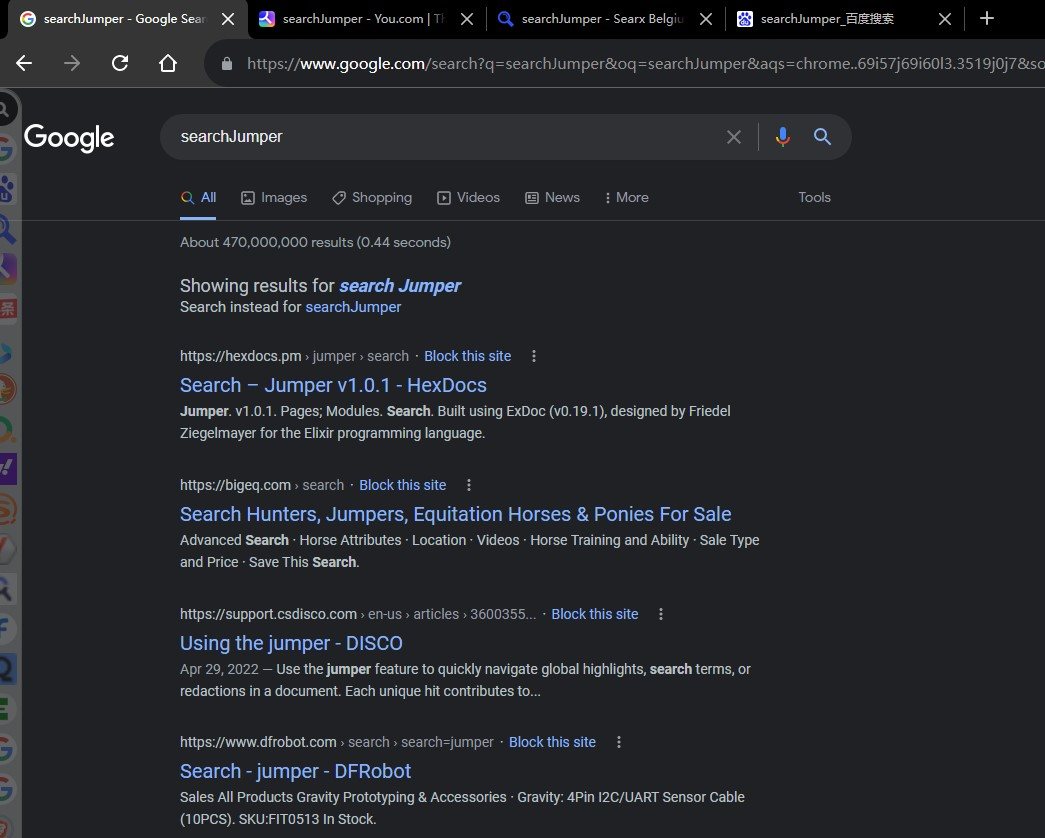 searchJumper - Google Sear
searchJumper - You.com | Th
searchJumper - Searx Belgiu
searchJumper_百度搜索
https://www.google.com/search?q=searchJumper&oq=searchJumper&aqs=chrome..69i57j69i60l3.3519j0j7&so
Google
searchJumper
All
Images
Shopping
Videos
News
More
Tools
About 470,000,000 results (0.44 seconds)
Showing results for search Jumper
Search instead for searchJumper
https://hexdocs.pm › jumper › search · Block this site
Search – Jumper v1.0.1 - HexDocs
Jumper. v1.0.1. Pages; Modules. Search. Built using ExDoc (v0.19.1), designed by Friedel
Ziegelmayer for the Elixir programming language.
https://bigeq.com › search · Block this site
Search Hunters, Jumpers, Equitation Horses & Ponies For Sale
Advanced Search · Horse Attributes · Location · Videos · Horse Training and Ability · Sale Type
and Price · Save This Search.
https://support.csdisco.com › en-us › articles › 3600355... · Block this site
Using the jumper - DISCO
Apr 29, 2022 — Use the jumper feature to quickly navigate global highlights, search terms, or
redactions in a document. Each unique hit contributes to...
https://www.dfrobot.com › search › search=jumper · Block this site
Search - jumper - DFRobot
Sales All Products Gravity Prototyping & Accessories · Gravity: 4Pin I2C/UART Sensor Cable
(10PCS). SKU:FIT0513 In Stock.